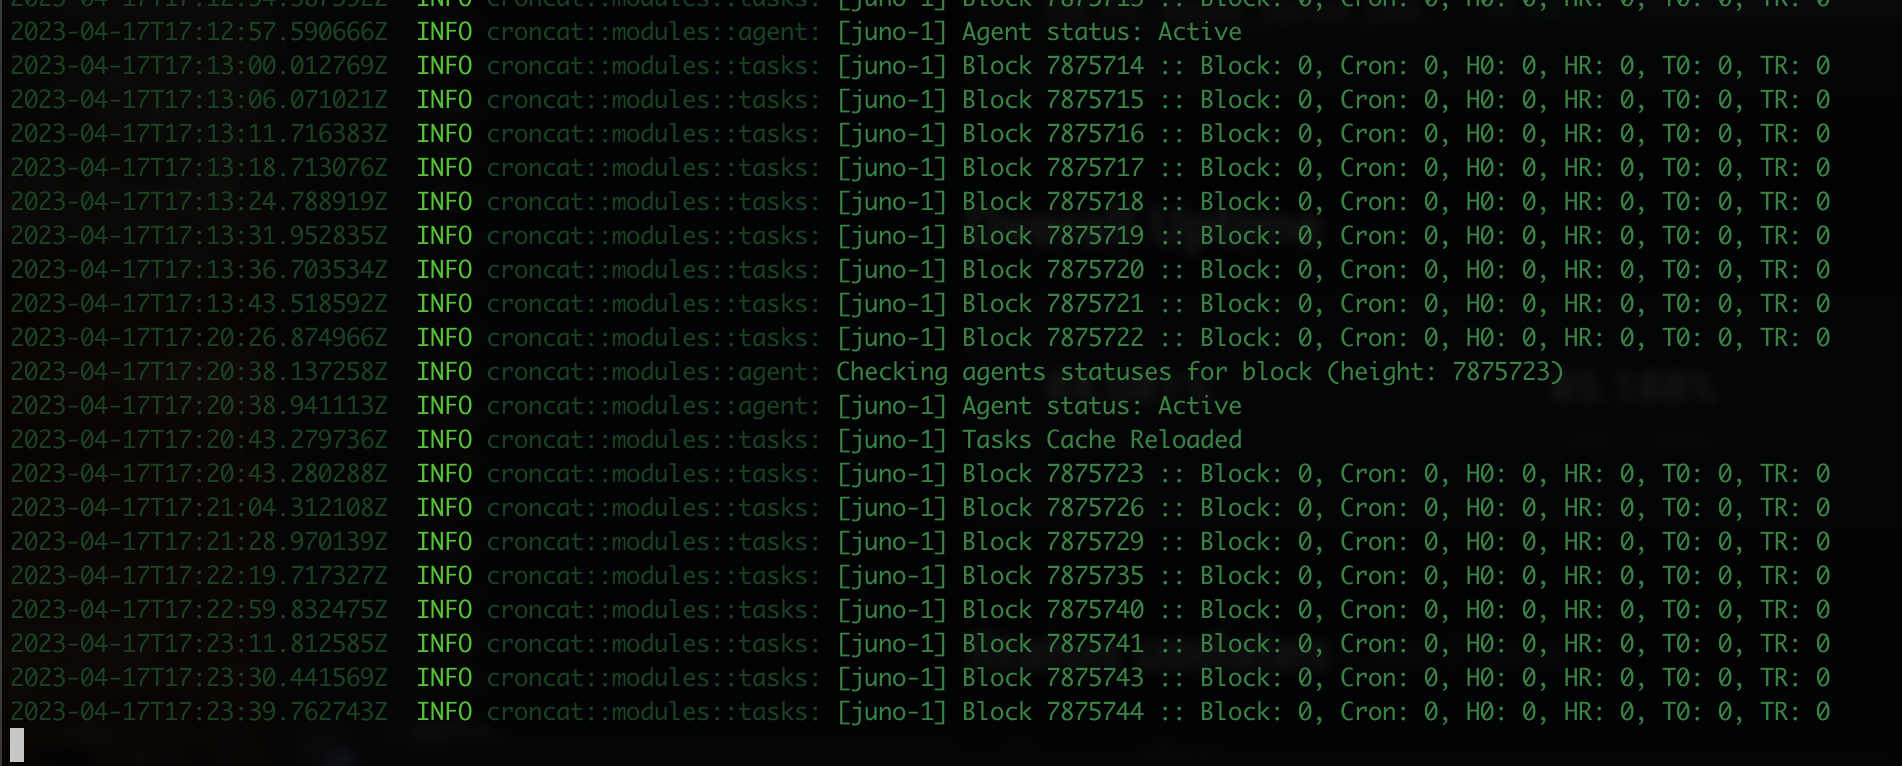 2023-04-17T17:12:54.587592Z  INFO croncat::modules::tasks: [juno-1] Block 7875713 :: Block: 0, Cron: 0, H0: 0, HR: 0, T0: 0, TR: 0
2023-04-17T17:12:57.590666Z  INFO croncat::modules::agent: [juno-1] Agent status: Active
2023-04-17T17:13:00.012769Z  INFO croncat::modules::tasks: [juno-1] Block 7875714 :: Block: 0, Cron: 0, H0: 0, HR: 0, T0: 0, TR: 0
2023-04-17T17:13:06.071021Z  INFO croncat::modules::tasks: [juno-1] Block 7875715 :: Block: 0, Cron: 0, H0: 0, HR: 0, T0: 0, TR: 0
2023-04-17T17:13:11.716383Z  INFO croncat::modules::tasks: [juno-1] Block 7875716 :: Block: 0, Cron: 0, H0: 0, HR: 0, T0: 0, TR: 0
2023-04-17T17:13:18.713076Z  INFO croncat::modules::tasks: [juno-1] Block 7875717 :: Block: 0, Cron: 0, H0: 0, HR: 0, T0: 0, TR: 0
2023-04-17T17:13:24.788919Z  INFO croncat::modules::tasks: [juno-1] Block 7875718 :: Block: 0, Cron: 0, H0: 0, HR: 0, T0: 0, TR: 0
2023-04-17T17:13:31.952835Z  INFO croncat::modules::tasks: [juno-1] Block 7875719 :: Block: 0, Cron: 0, H0: 0, HR: 0, T0: 0, TR: 0
2023-04-17T17:13:36.703534Z  INFO croncat::modules::tasks: [juno-1] Block 7875720 :: Block: 0, Cron: 0, H0: 0, HR: 0, T0: 0, TR: 0
2023-04-17T17:13:43.518592Z  INFO croncat::modules::tasks: [juno-1] Block 7875721 :: Block: 0, Cron: 0, H0: 0, HR: 0, T0: 0, TR: 0
2023-04-17T17:20:26.874966Z  INFO croncat::modules::tasks: [juno-1] Block 7875722 :: Block: 0, Cron: 0, H0: 0, HR: 0, T0: 0, TR: 0
2023-04-17T17:20:38.137258Z  INFO croncat::modules::agent: Checking agents statuses for block (height: 7875723)
2023-04-17T17:20:38.941113Z  INFO croncat::modules::agent: [juno-1] Agent status: Active
2023-04-17T17:20:43.279736Z  INFO croncat::modules::tasks: [juno-1] Tasks Cache Reloaded
2023-04-17T17:20:43.280288Z  INFO croncat::modules::tasks: [juno-1] Block 7875723 :: Block: 0, Cron: 0, H0: 0, HR: 0, T0: 0, TR: 0
2023-04-17T17:21:04.312108Z  INFO croncat::modules::tasks: [juno-1] Block 7875726 :: Block: 0, Cron: 0, H0: 0, HR: 0, T0: 0, TR: 0
2023-04-17T17:21:28.970139Z  INFO croncat::modules::tasks: [juno-1] Block 7875729 :: Block: 0, Cron: 0, H0: 0, HR: 0, T0: 0, TR: 0
2023-04-17T17:22:19.717327Z  INFO croncat::modules::tasks: [juno-1] Block 7875735 :: Block: 0, Cron: 0, H0: 0, HR: 0, T0: 0, TR: 0
2023-04-17T17:22:59.832475Z  INFO croncat::modules::tasks: [juno-1] Block 7875740 :: Block: 0, Cron: 0, H0: 0, HR: 0, T0: 0, TR: 0
2023-04-17T17:23:11.812585Z  INFO croncat::modules::tasks: [juno-1] Block 7875741 :: Block: 0, Cron: 0, H0: 0, HR: 0, T0: 0, TR: 0
2023-04-17T17:23:30.441569Z  INFO croncat::modules::tasks: [juno-1] Block 7875743 :: Block: 0, Cron: 0, H0: 0, HR: 0, T0: 0, TR: 0
2023-04-17T17:23:39.762743Z  INFO croncat::modules::tasks: [juno-1] Block 7875744 :: Block: 0, Cron: 0, H0: 0, HR: 0, T0: 0, TR: 0